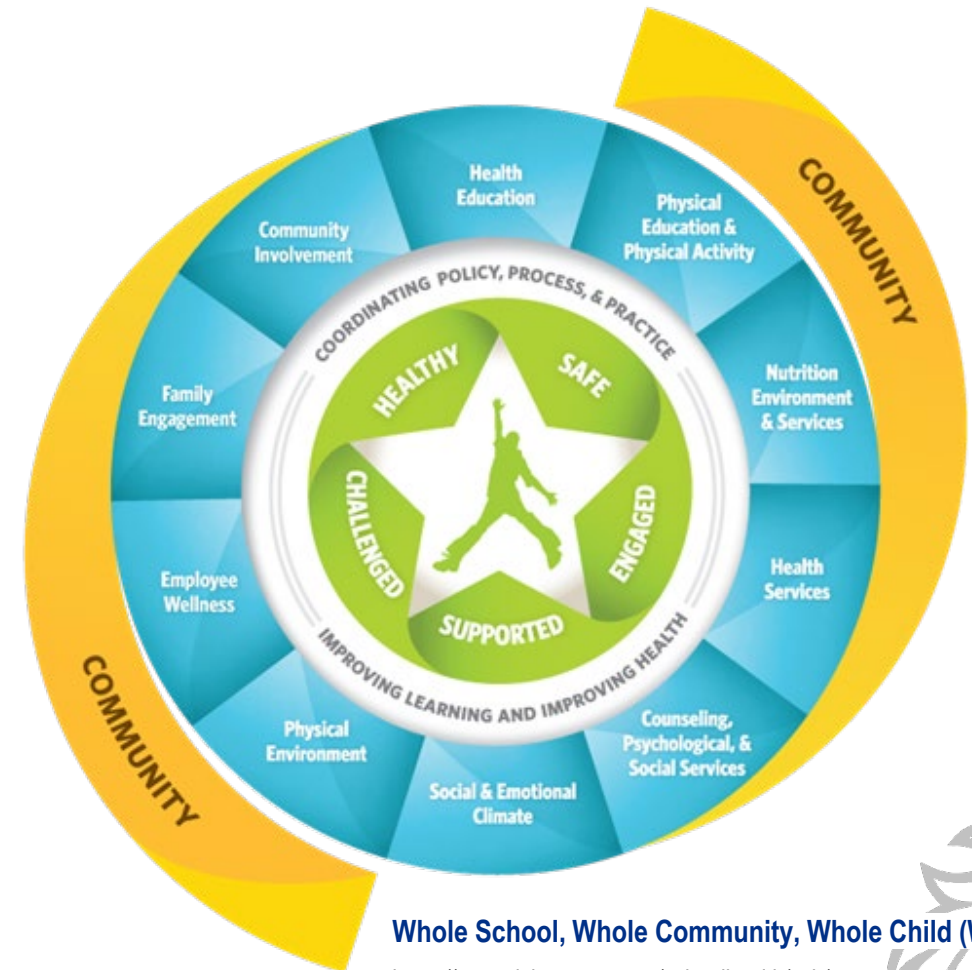 COMMUNITY
Health
Education
Physical
Education &
Physical Activity
Nutrition
Environment
& Services
Health
Services
Counseling,
Psychological, &
Social Services
Social & Emotional
Climate
Physical
Environment
Employee
Wellness
Family
Engagement
Community
Involvement
COORDINATING POLICY, PROCESS, & PRACTICE
IMPROVING LEARNING AND IMPROVING HEALTH
HEALTHY
SAFE
ENGAGED
SUPPORTED
CHALLENGED
COMMUNITY
Whole School, Whole Community, Whole Child (